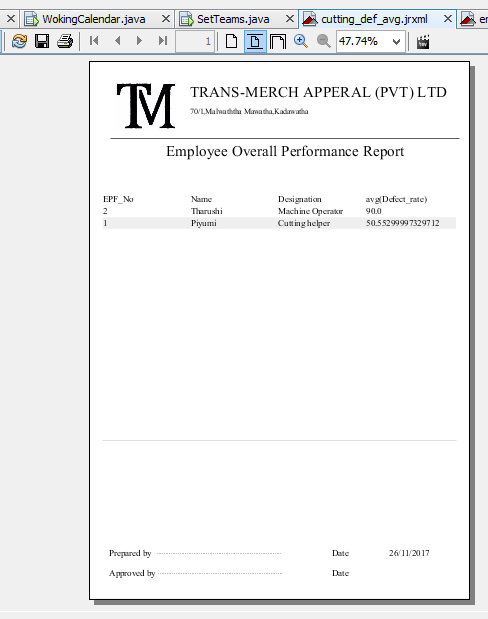 WokingCalendar.java SetTeams.java cutting_def_avg.jrxml en
1 47.74%
TM TRANS-MERCH APPERAL (PVT) LTD
70/1,Malwaththa Mawatha,Kadawatha
Employee Overall Performance Report
EPF_No Name Designation avg(Defect_rate)
2 Tharushi Machine Operator 90.0
1 Piyumi Cutting helper 50.55299997329712
Prepared by Date 26/11/2017
Approved by Date